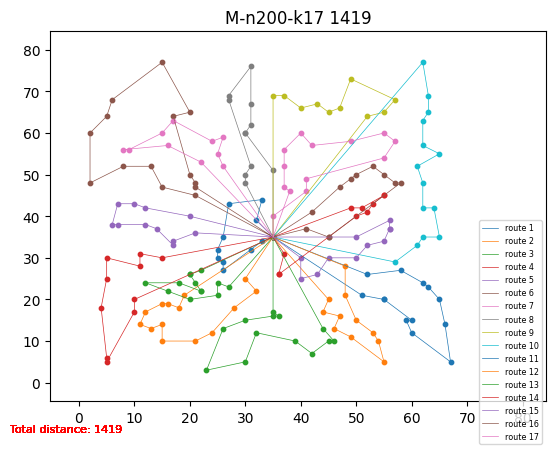 M-n200-k17 1419
80
70
60
50
40
30
20
10
0
0 10 20 30 40 50 60 70 80
route 1
route 2
route 3
route 4
route 5
route 6
route 7
route 8
route 9
route 10
route 11
route 12
route 13
route 14
route 15
route 16
route 17
Total distance: 1419